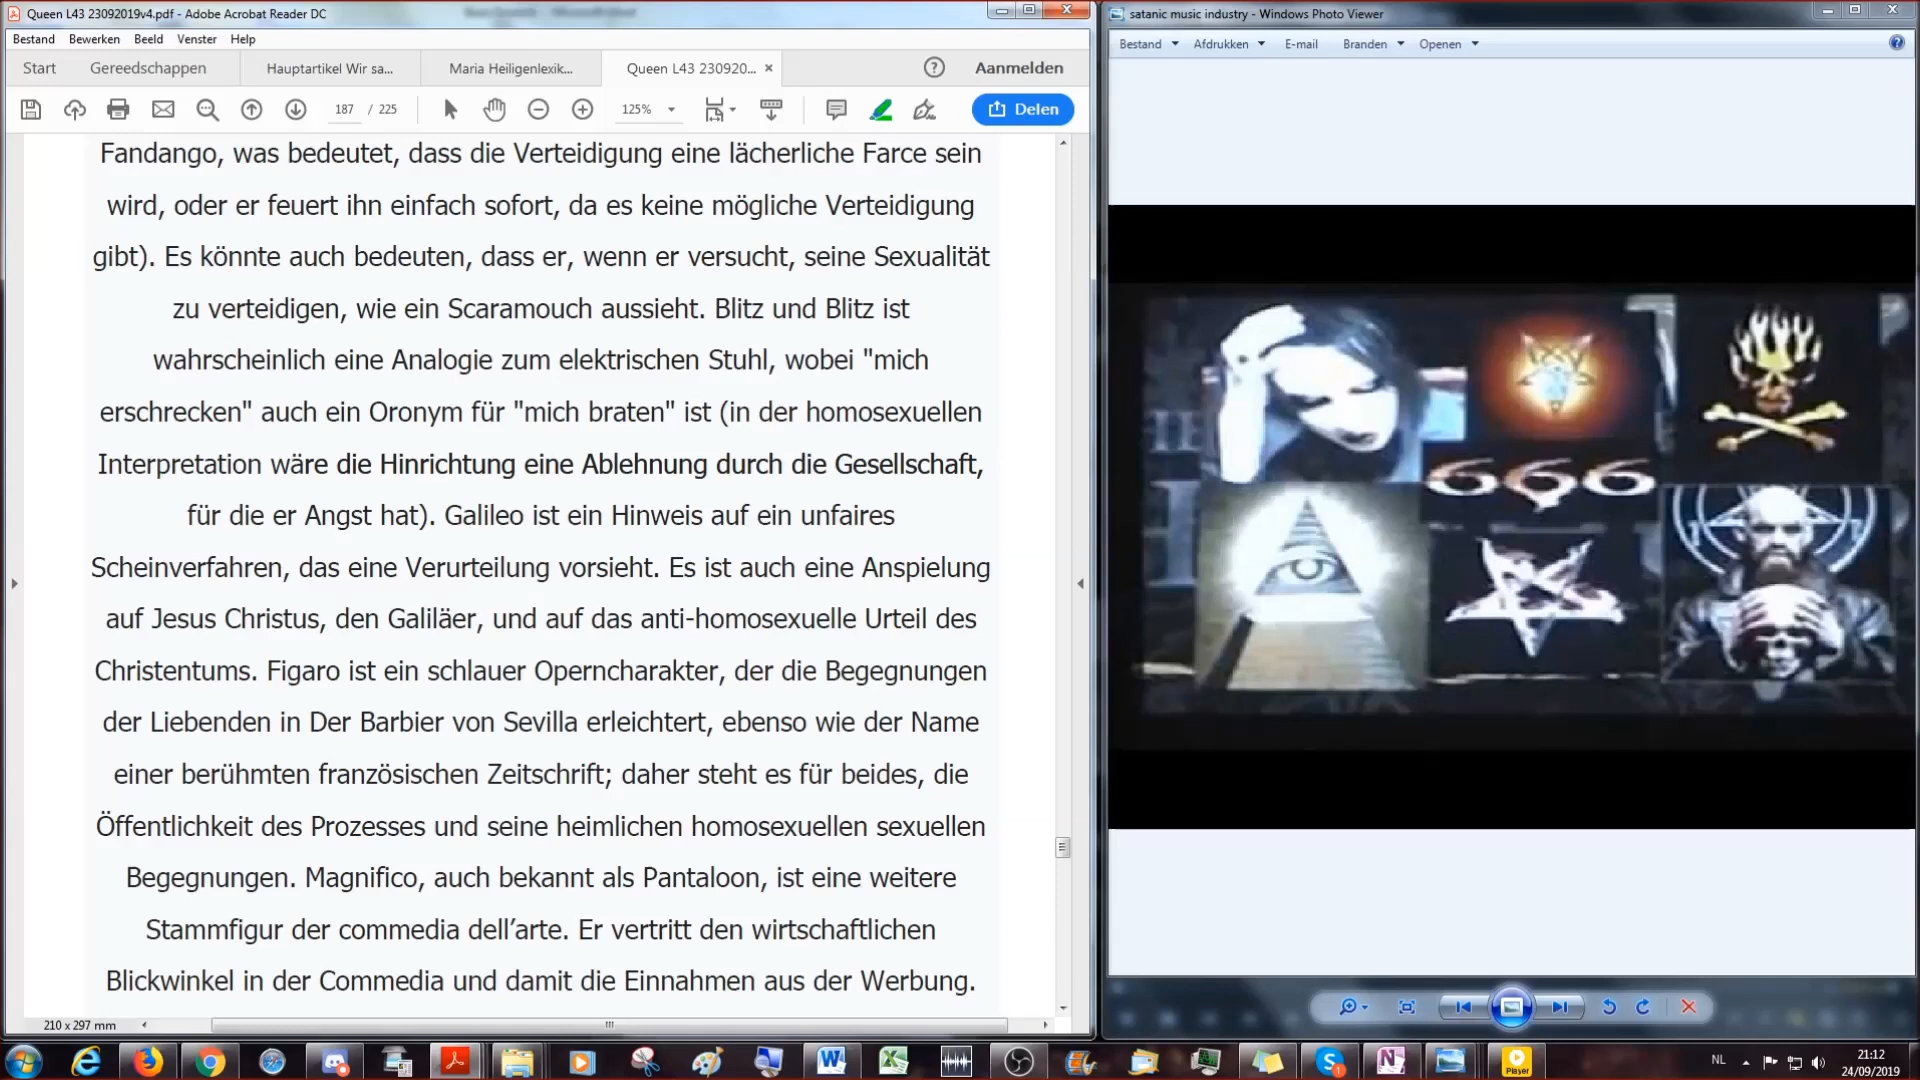 Queen L43 23092019v4.pdf - Adobe Acrobat Reader DC
Bestand Bewerken Beeld Venster Help
Start Gereedschappen Hauptartikel Wir sa... Maria Heiligenlexik... Queen L43 230920... × Aanmelden
187 / 225 125% Delen
Fandango, was bedeutet, dass die Verteidigung eine lächerliche Farce sein
wird, oder er feuert ihn einfach sofort, da es keine mögliche Verteidigung
gibt). Es könnte auch bedeuten, dass er, wenn er versucht, seine Sexualität
zu verteidigen, wie ein Scaramouch aussieht. Blitz und Blitz ist
wahrscheinlich eine Analogie zum elektrischen Stuhl, wobei "mich
erschrecken" auch ein Oronym für "mich braten" ist (in der homosexuellen
Interpretation wäre die Hinrichtung eine Ablehnung durch die Gesellschaft,
für die er Angst hat). Galileo ist ein Hinweis auf ein unfaires
Scheinverfahren, das eine Verurteilung vorsieht. Es ist auch eine Anspielung
auf Jesus Christus, den Galiläer, und auf das anti-homosexuelle Urteil des
Christentums. Figaro ist ein schlauer Operncharakter, der die Begegnungen
der Liebenden in Der Barbier von Sevilla erleichtert, ebenso wie der Name
einer berühmten französischen Zeitschrift; daher steht es für beides, die
Öffentlichkeit des Prozesses und seine heimlichen homosexuellen sexuellen
Begegnungen. Magnifico, auch bekannt als Pantaloon, ist eine weitere
Stammfigur der commedia dell’arte. Er vertritt den wirtschaftlichen
Blickwinkel in der Commedia und damit die Einnahmen aus der Werbung.
210 x 297 mm
satanic music industry - Windows Photo Viewer
Bestand Afdrukken E-mail Branden Openen
666
NL
21:12
24/09/2019
Player